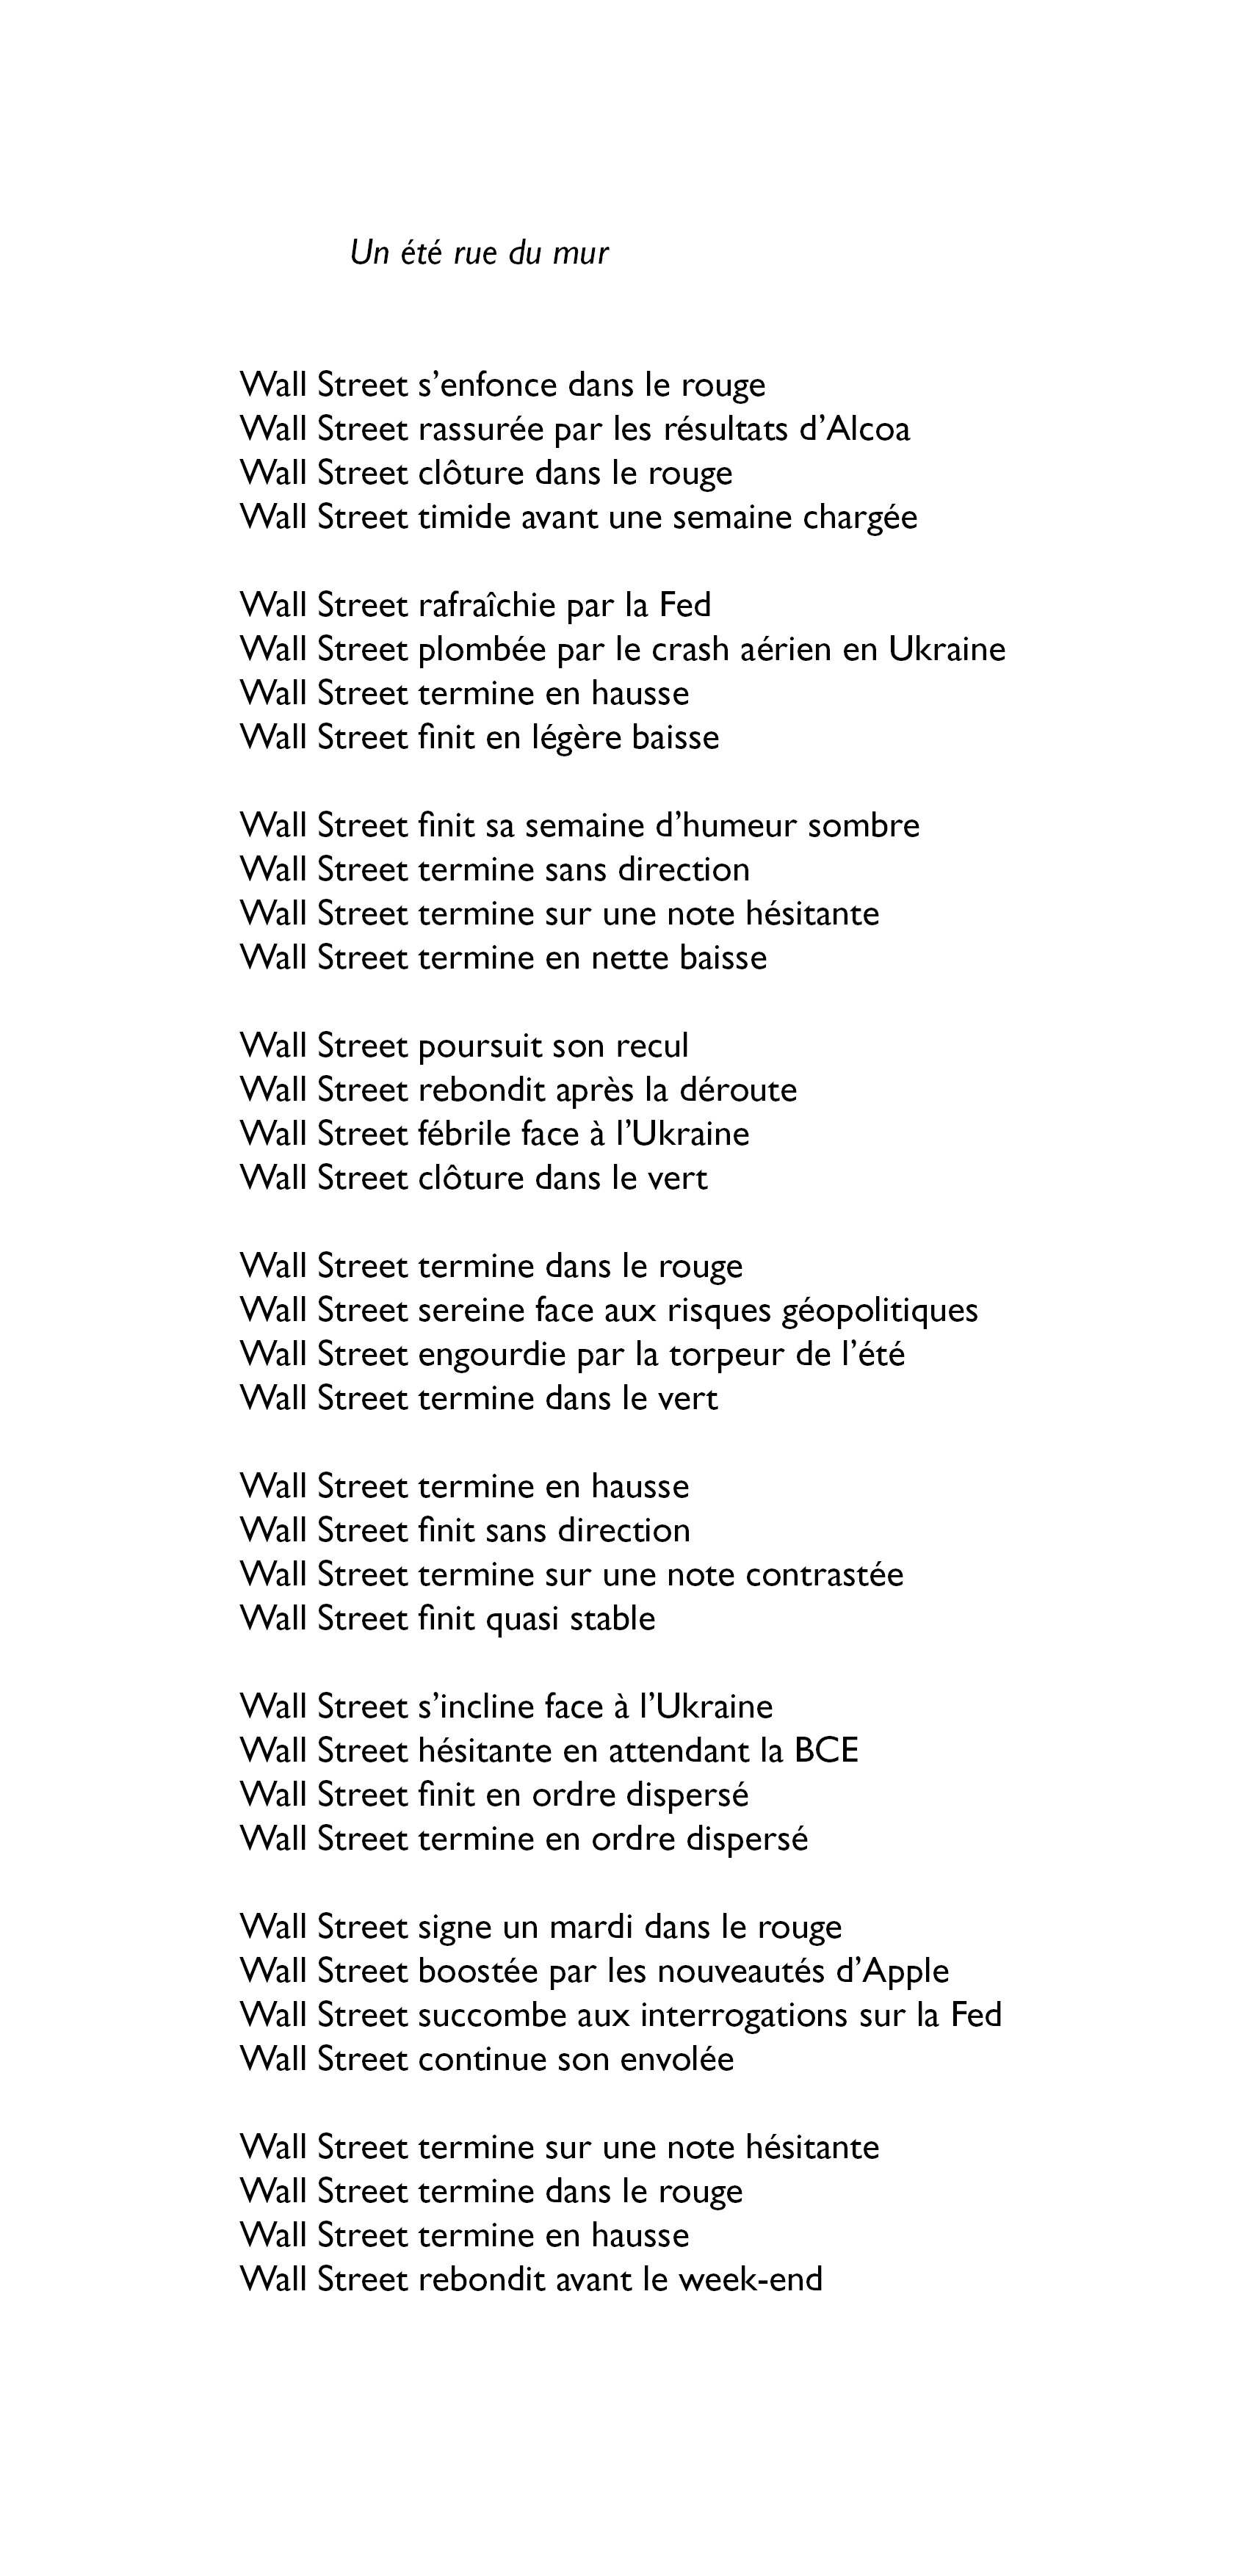 Un été rue du mur
Wall Street s’enfonce dans le rouge
Wall Street rassurée par les résultats d’Alcoa
Wall Street clôture dans le rouge
Wall Street timide avant une semaine chargée
Wall Street rafraîchie par la Fed
Wall Street plombée par le crash aérien en Ukraine
Wall Street termine en hausse
Wall Street finit en légère baisse
Wall Street finit sa semaine d’humeur sombre
Wall Street termine sans direction
Wall Street termine sur une note hésitante
Wall Street termine en nette baisse
Wall Street poursuit son recul
Wall Street rebondit après la déroute
Wall Street fébrile face à l’Ukraine
Wall Street clôture dans le vert
Wall Street termine dans le rouge
Wall Street sereine face aux risques géopolitiques
Wall Street engourdie par la torpeur de l’été
Wall Street termine dans le vert
Wall Street termine en hausse
Wall Street finit sans direction
Wall Street termine sur une note contrastée
Wall Street finit quasi stable
Wall Street s’incline face à l’Ukraine
Wall Street hésitante en attendant la BCE
Wall Street finit en ordre dispersé
Wall Street termine en ordre dispersé
Wall Street signe un mardi dans le rouge
Wall Street boostée par les nouveautés d’Apple
Wall Street succombe aux interrogations sur la Fed
Wall Street continue son envolée
Wall Street termine sur une note hésitante
Wall Street termine dans le rouge
Wall Street termine en hausse
Wall Street rebondit avant le week-end